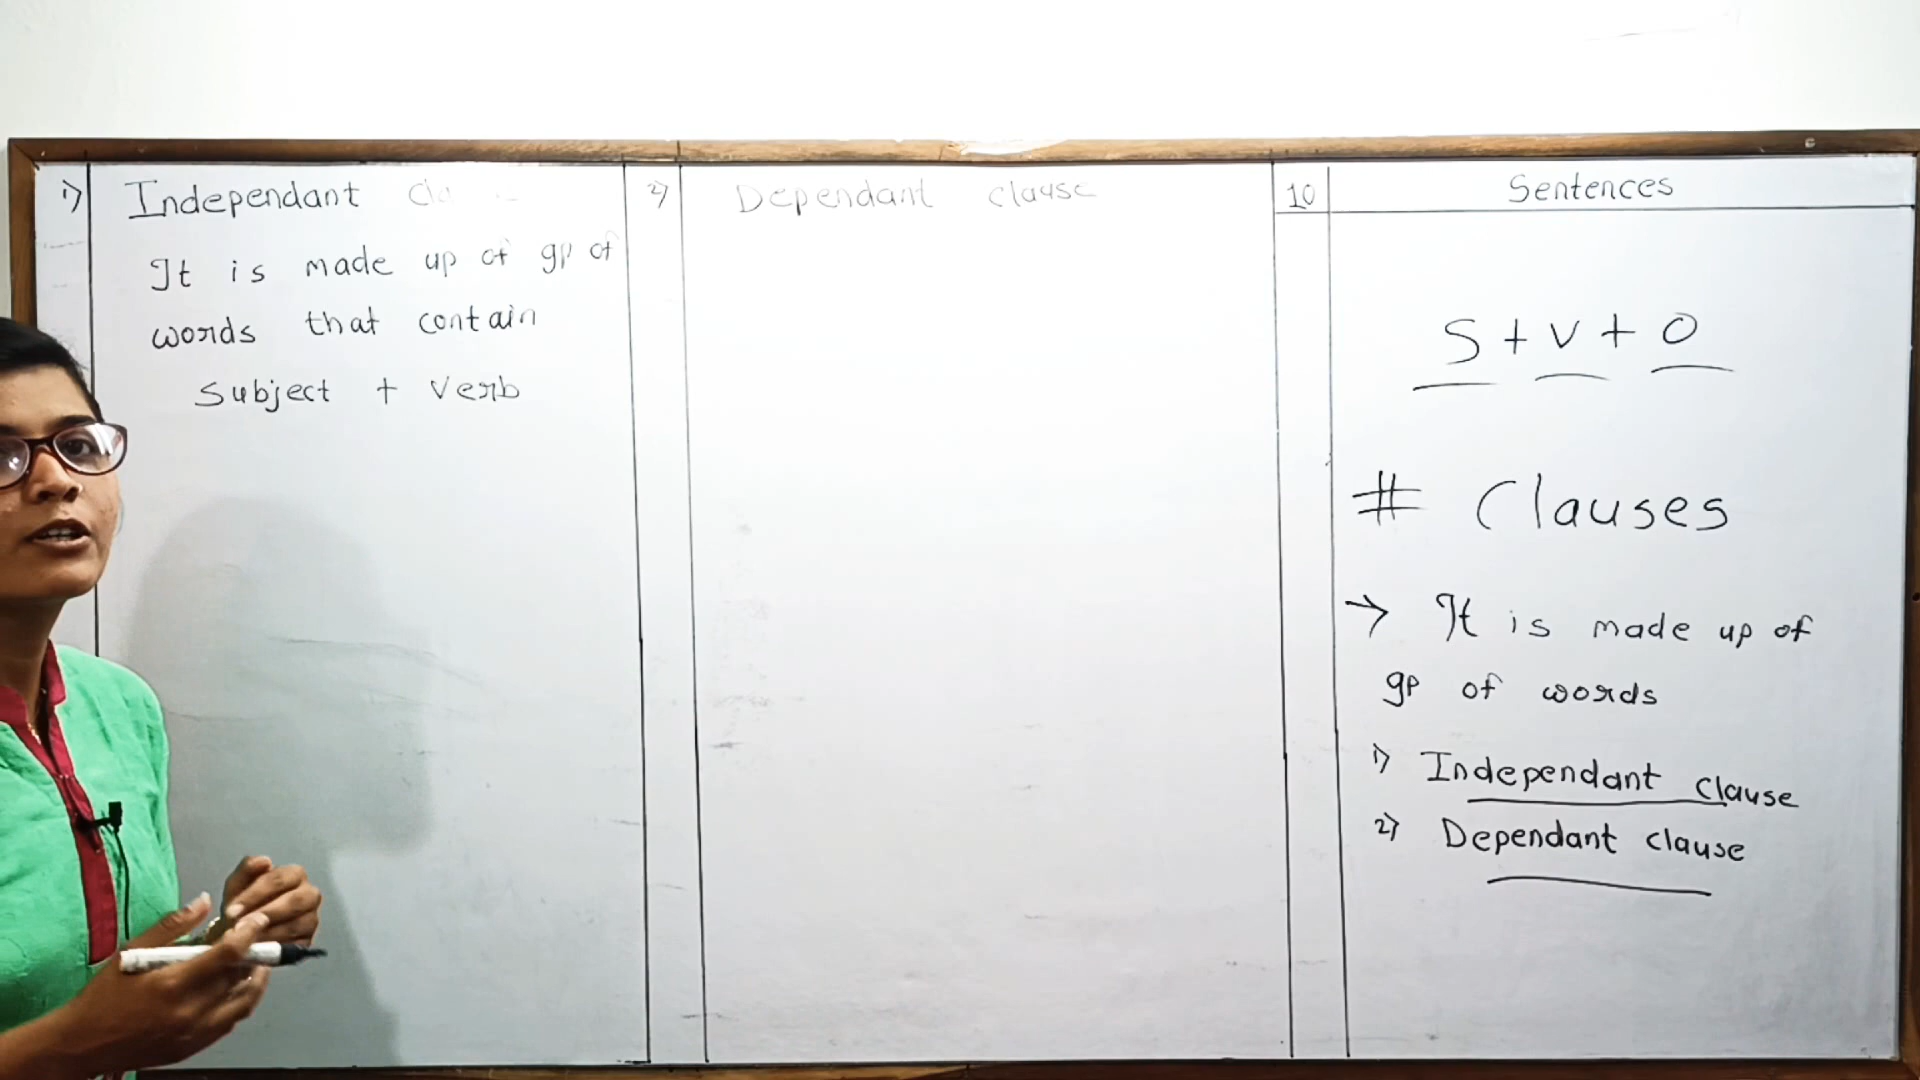 1) Independant
It is made up of gp of
words that contain
subject + verb
2) Dependant clause
10 Sentences
S + V + O
# Clauses
→ It is made up of
gp of words
1) Independant clause
2) Dependant clause